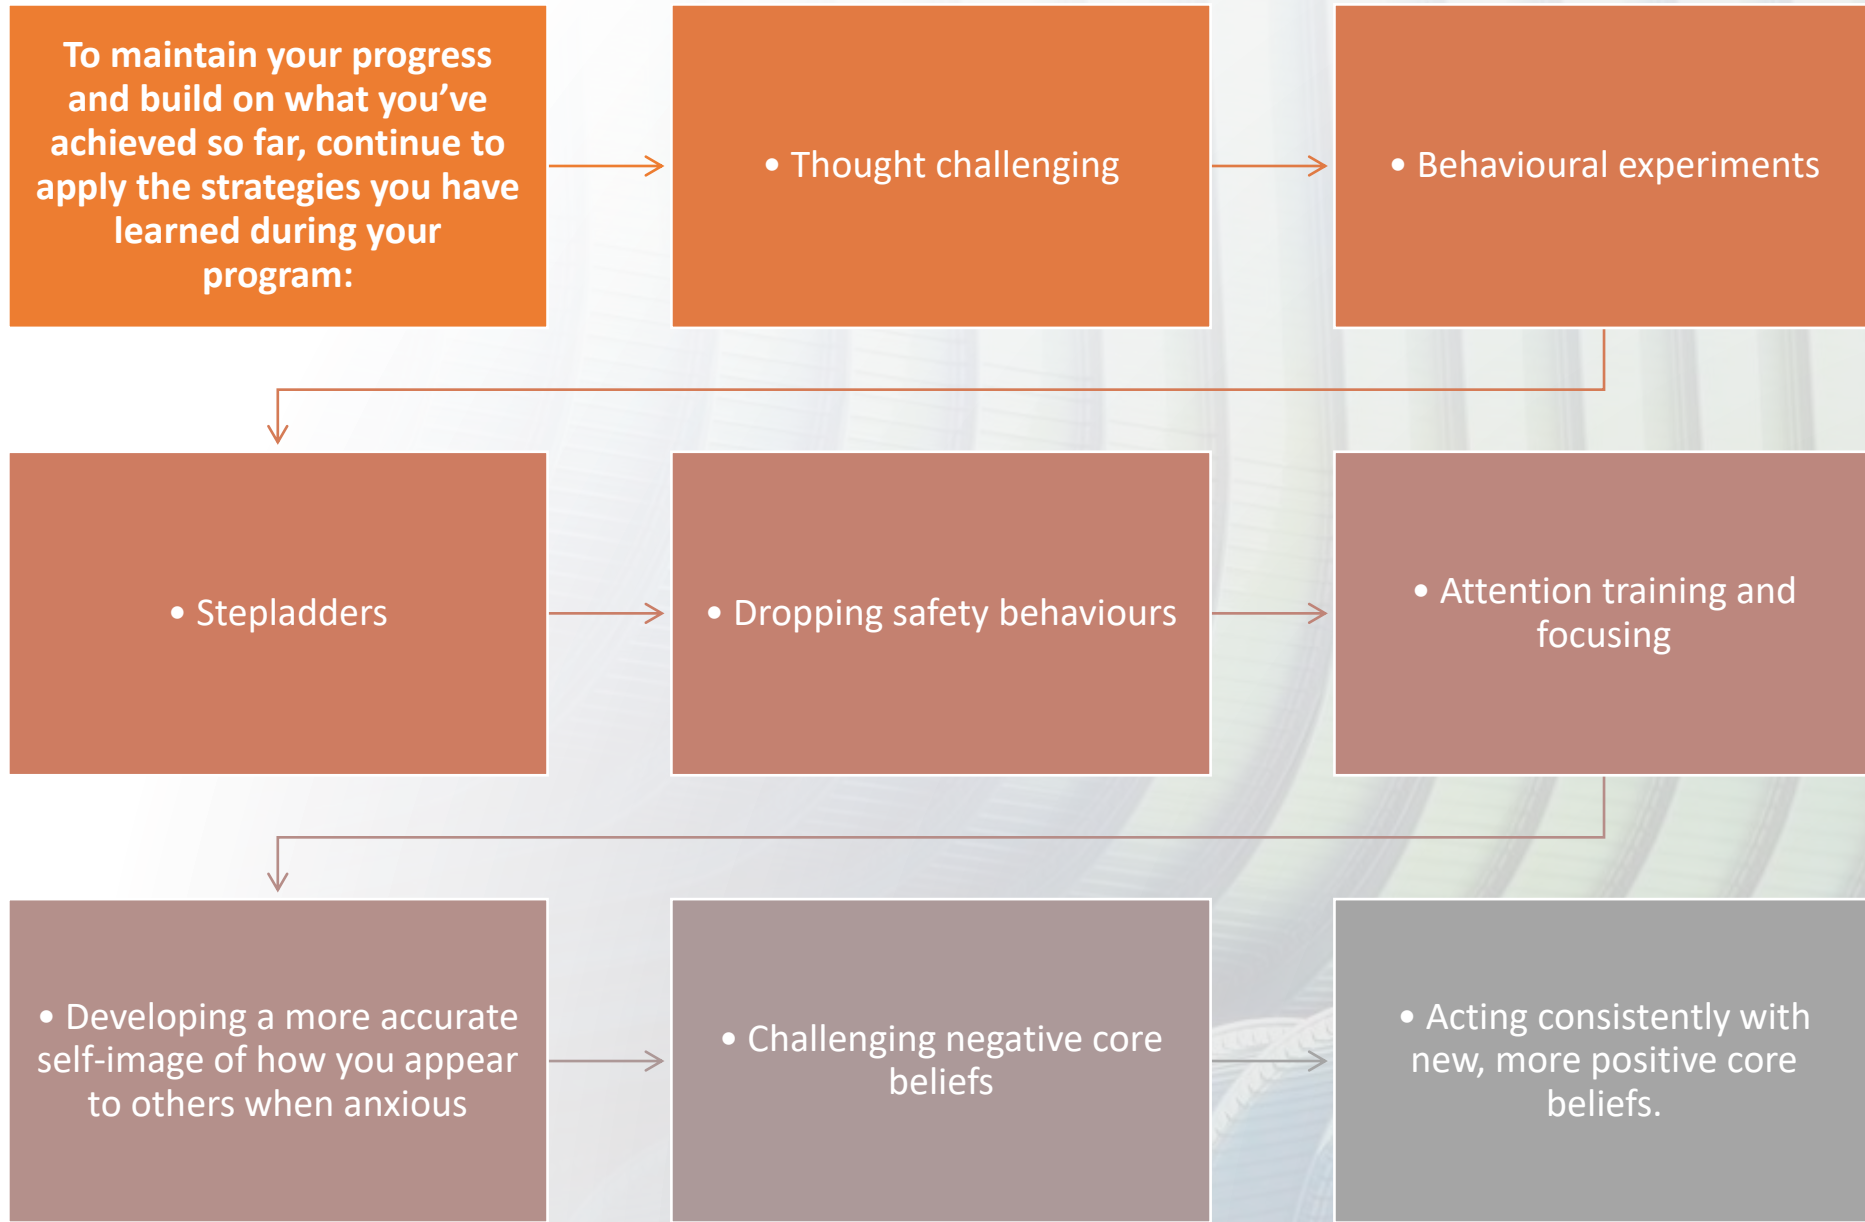 To maintain your progress
and build on what you’ve
achieved so far, continue to
apply the strategies you have
learned during your
program:
• Thought challenging
• Behavioural experiments
• Stepladders
• Dropping safety behaviours
• Attention training and
focusing
• Developing a more accurate
self-image of how you appear
to others when anxious
• Challenging negative core
beliefs
• Acting consistently with
new, more positive core
beliefs.